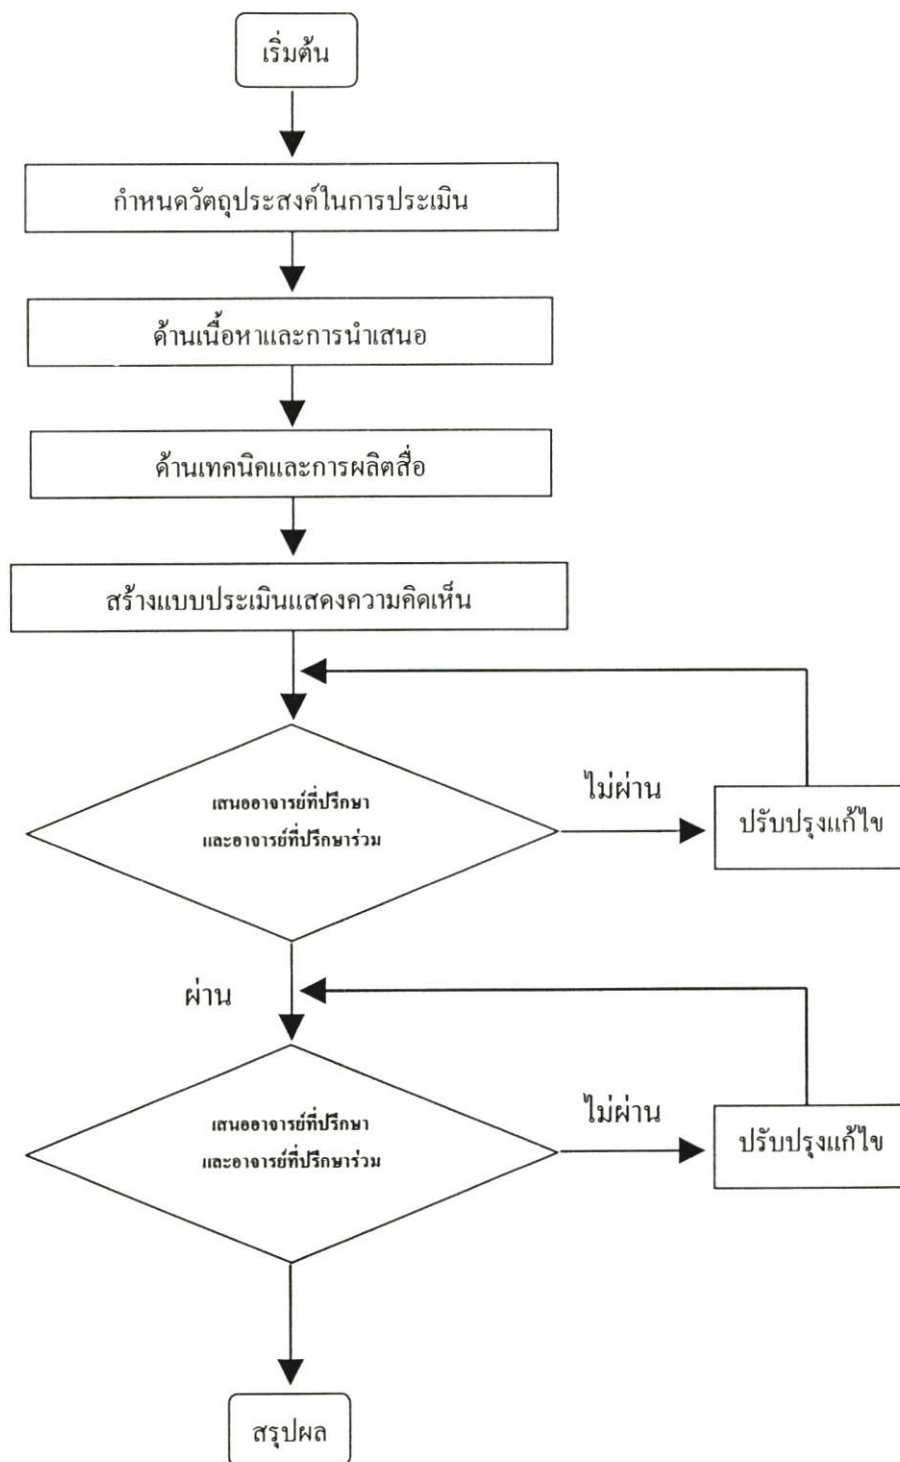 เริ่มต้น
กำหนดวัตถุประสงค์ในการประเมิน
ด้านเนื้อหาและการนำเสนอ
ด้านเทคนิคและการผลิตสื่อ
สร้างแบบประเมินแสดงความคิดเห็น
เสนออาจารย์ที่ปรึกษา
และอาจารย์ที่ปรึกษาร่วม
ไม่ผ่าน
ปรับปรุงแก้ไข
ผ่าน
เสนออาจารย์ที่ปรึกษา
และอาจารย์ที่ปรึกษาร่วม
ไม่ผ่าน
ปรับปรุงแก้ไข
สรุปผล